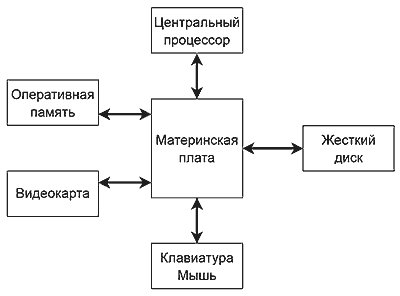 Центральный
процессор
Оперативная
память
Материнская
плата
Жесткий
диск
Видеокарта
Клавиатура
Мышь